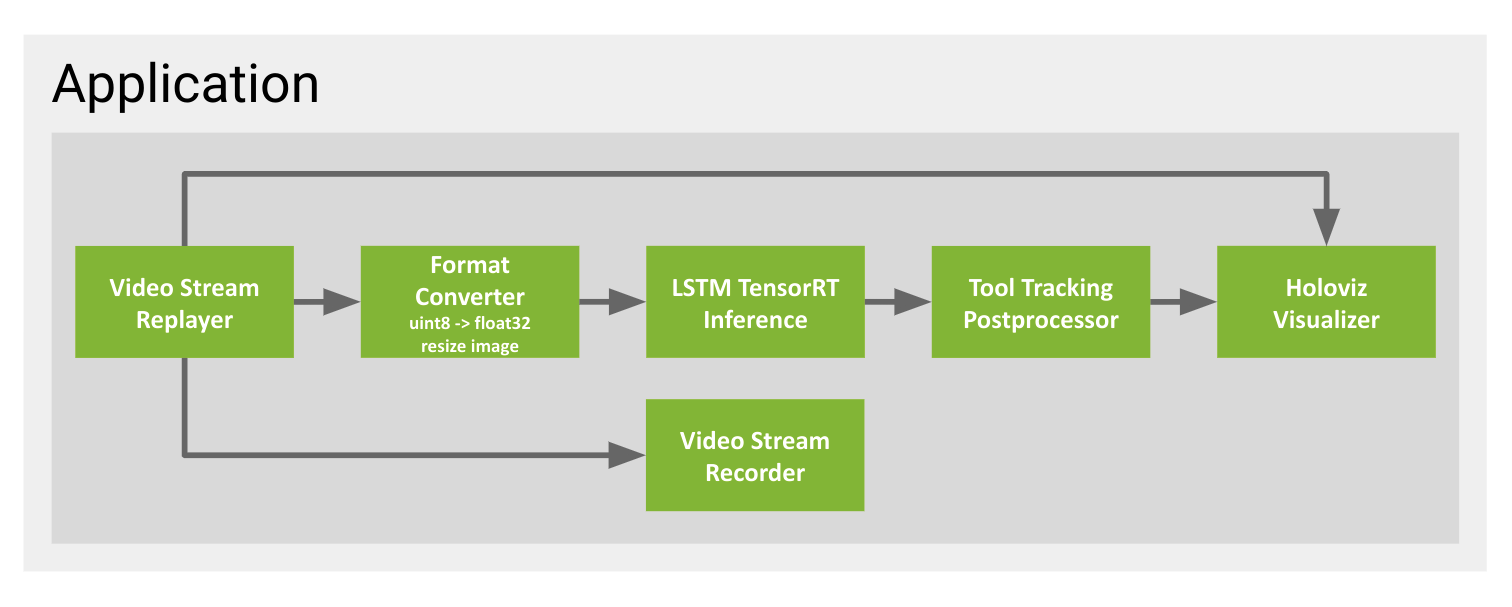 Application
Video Stream
Replayer
Format
Converter
uint8 -> float32
resize image
LSTM TensorRT
Inference
Tool Tracking
Postprocessor
Holoviz
Visualizer
Video Stream
Recorder